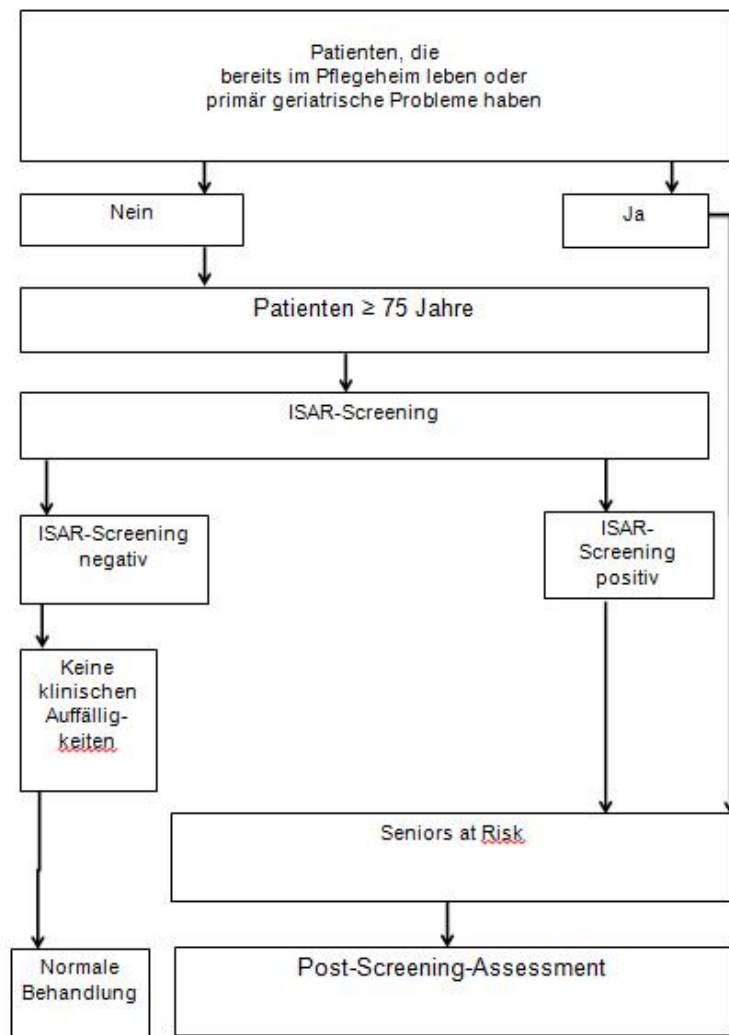 Patienten, die
bereits im Pflegeheim leben oder
primär geriatrische Probleme haben
Nein
Ja
Patienten ≥ 75 Jahre
ISAR-Screening
ISAR-Screening
negativ
ISAR-
Screening
positiv
Keine
klinischen
Auffällig-
keiten
Seniors at Risk
Normale
Behandlung
Post-Screening-Assessment